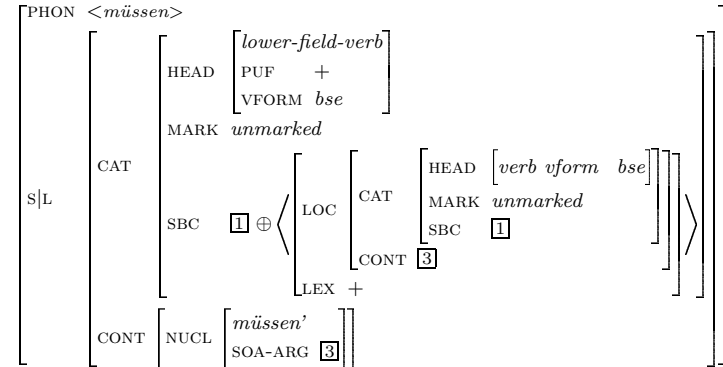 PHON <müssen>
lower-field-verb
HEAD PUF +
VFORM bse
MARK unmarked
CAT
HEAD [verb vform bse]
LOC CAT MARK unmarked
S|L
SBC 1 ⊕ ⟨ SBC 1 ⟩
CONT 3
LEX +
müssen'
CONT NUCL
SOA-ARG 3